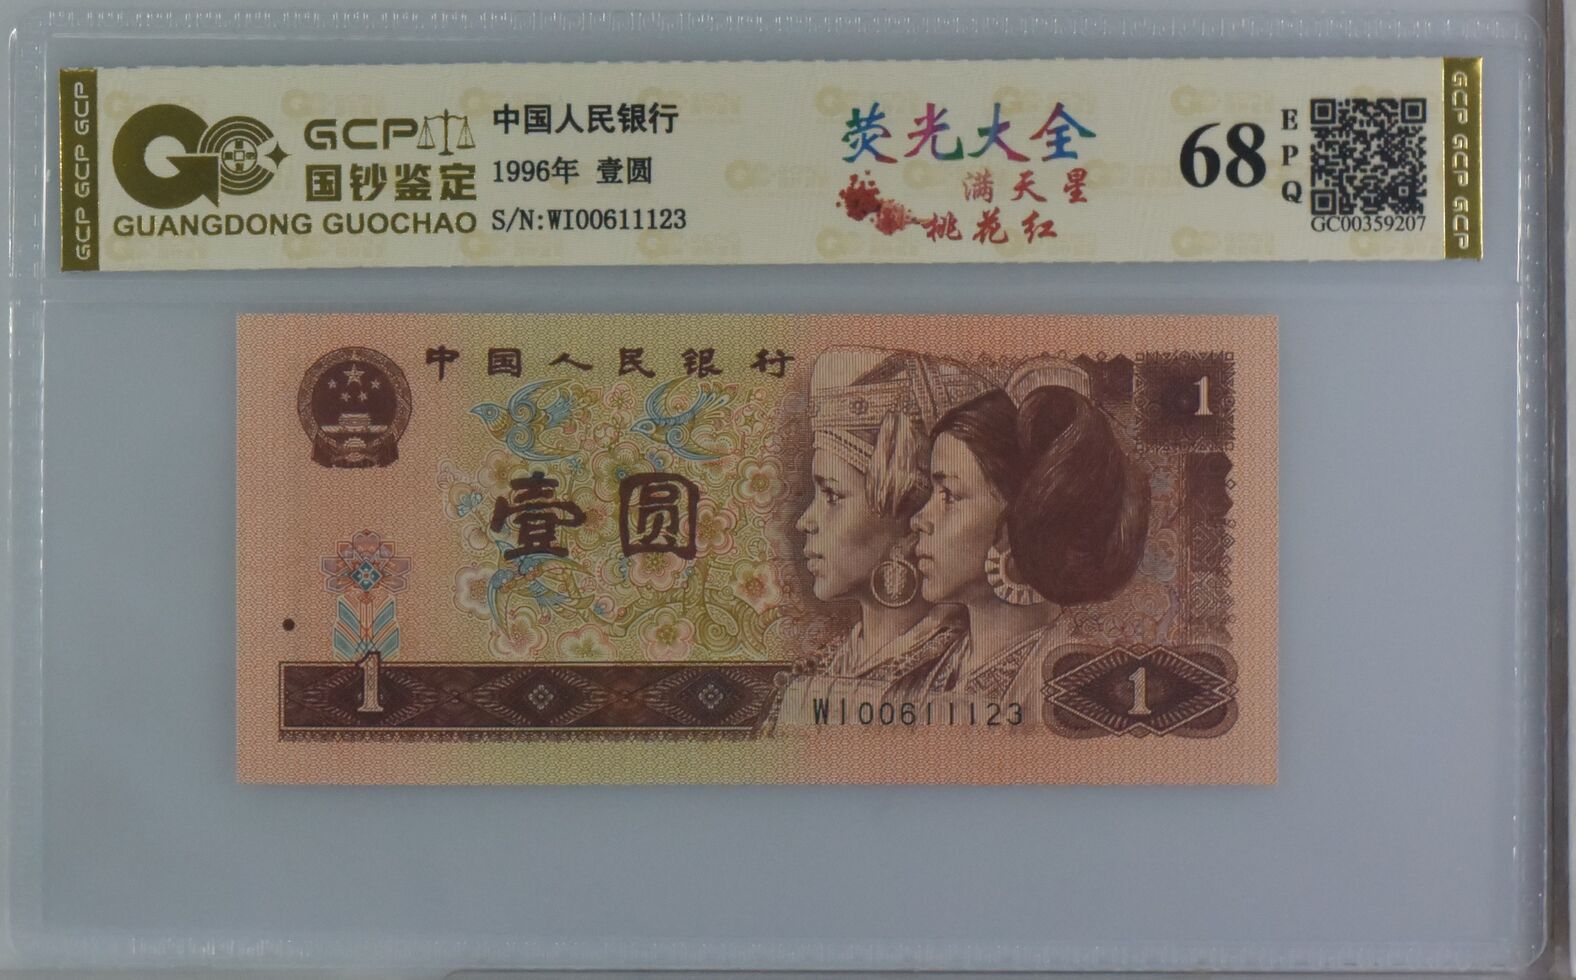 GCP GCP GCP
GCP
国钞鉴定
GUANGDONG GUOCHAO
中国人民银行
1996年 壹圆
S/N:WI00611123
荧光大全
满天星
桃花红
68
EPQ
GC00359207
GCP GCP GCP
中国人民银行
1
壹圆
1
WI00611123
1